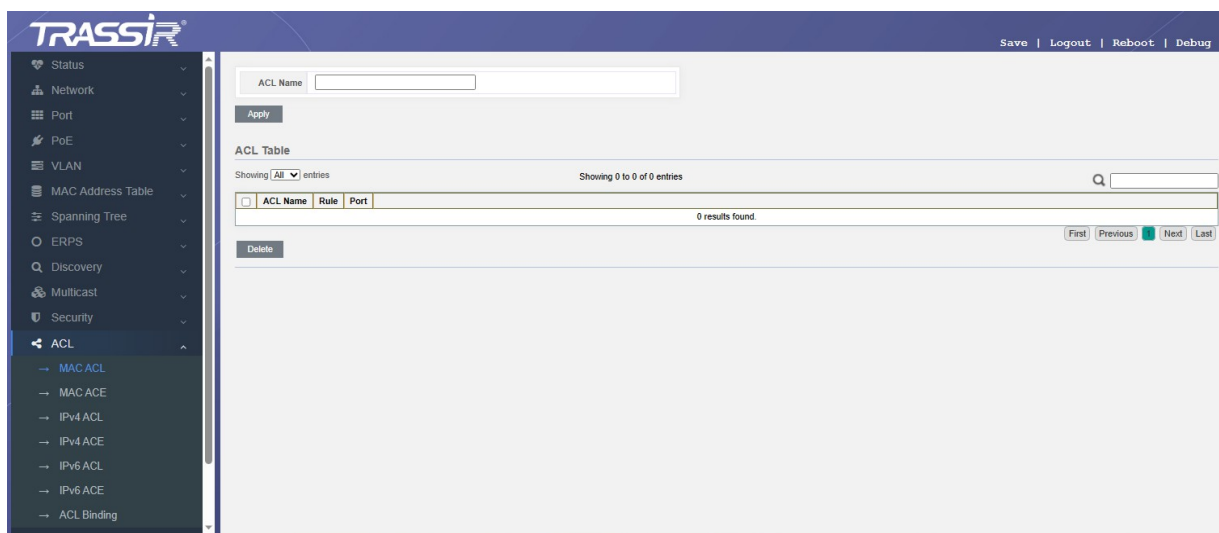 TRASSIR®
Save | Logout | Reboot | Debug
Status
Network
Port
PoE
VLAN
MAC Address Table
Spanning Tree
ERPS
Discovery
Multicast
Security
ACL
→ MAC ACL
→ MAC ACE
→ IPv4 ACL
→ IPv4 ACE
→ IPv6 ACL
→ IPv6 ACE
→ ACL Binding
ACL Name
Apply
ACL Table
Showing All entries
Showing 0 to 0 of 0 entries
ACL Name Rule Port
0 results found.
First Previous 1 Next Last
Delete